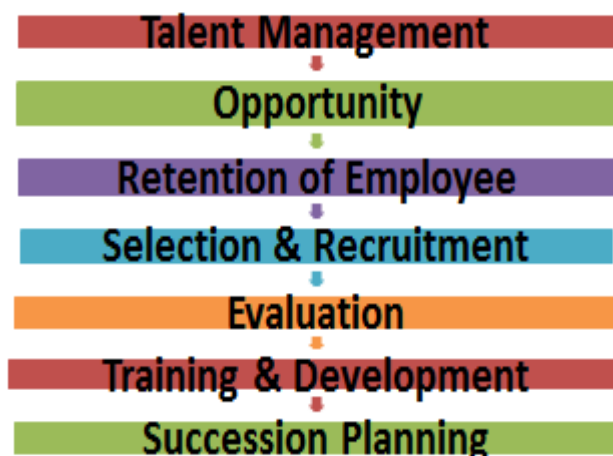 Talent Management
Opportunity
Retention of Employee
Selection & Recruitment
Evaluation
Training & Development
Succession Planning